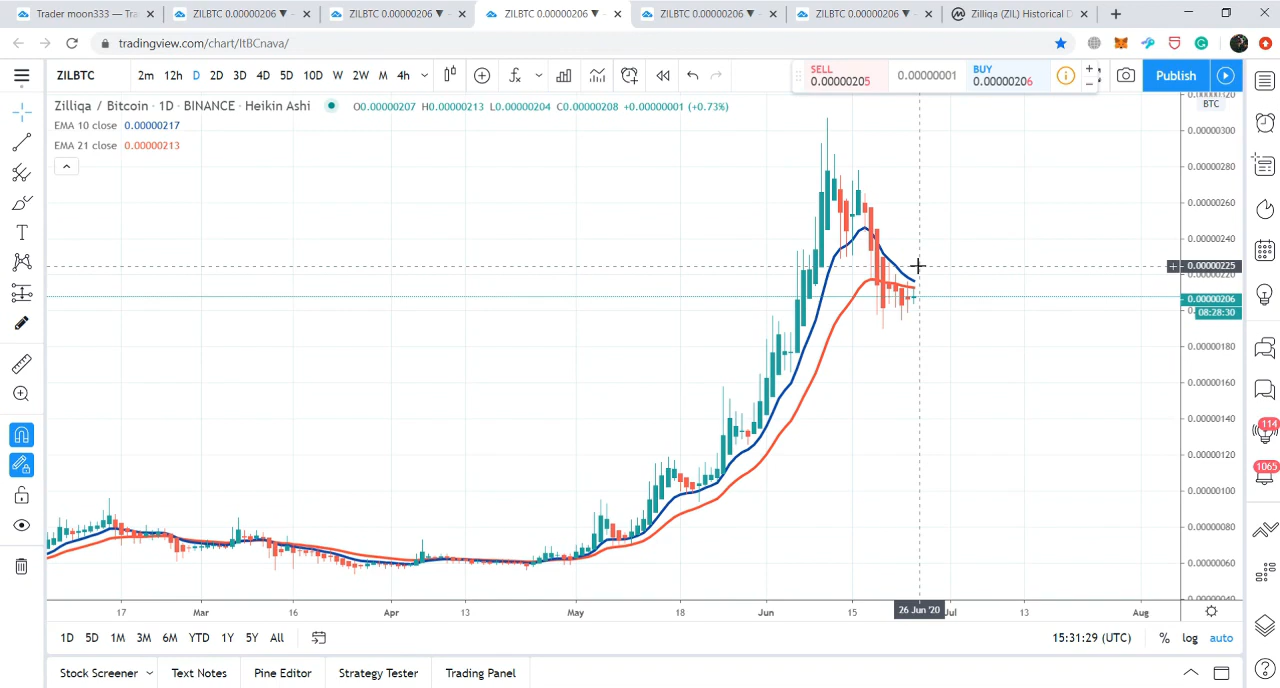 Trader moon333 — Tra
ZILBTC 0.00000206 ▼ -
ZILBTC 0.00000206 ▼ -
ZILBTC 0.00000206 ▼ -
ZILBTC 0.00000206 ▼ -
ZILBTC 0.00000206 ▼ -
Zilliqa (ZIL) Historical D
tradingview.com/chart/ItBCnava/
ZILBTC 2m 12h D 2D 3D 4D 5D 10D W 2W M 4h
SELL
0.00000205
0.00000001
BUY
0.00000206
Publish
Zilliqa / Bitcoin · 1D · BINANCE · Heikin Ashi O0.00000207 H0.00000213 L0.00000204 C0.00000208 +0.00000001 (+0.73%)
EMA 10 close 0.00000217
EMA 21 close 0.00000213
BTC
0.00000300
0.00000280
0.00000260
0.00000240
0.00000225
0.00000220
0.00000206
08:28:30
0.00000180
0.00000160
0.00000140
0.00000120
0.00000100
0.00000080
0.00000060
114
1065
17 Mar 16 Apr 13 May 18 Jun 15 26 Jun '20 Jul 13 Aug
1D 5D 1M 3M 6M YTD 1Y 5Y All
15:31:29 (UTC) % log auto
Stock Screener Text Notes Pine Editor Strategy Tester Trading Panel